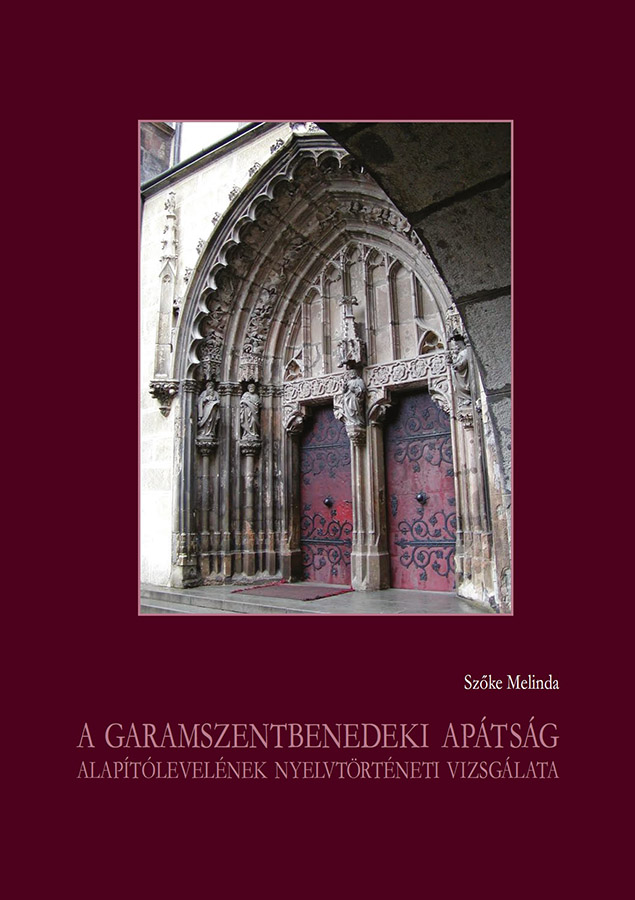 Szőke Melinda
A GARAMSZENTBENEDEKI APÁTSÁG
ALAPÍTÓLEVELÉNEK NYELVTÖRTÉNETI VIZSGÁLATA